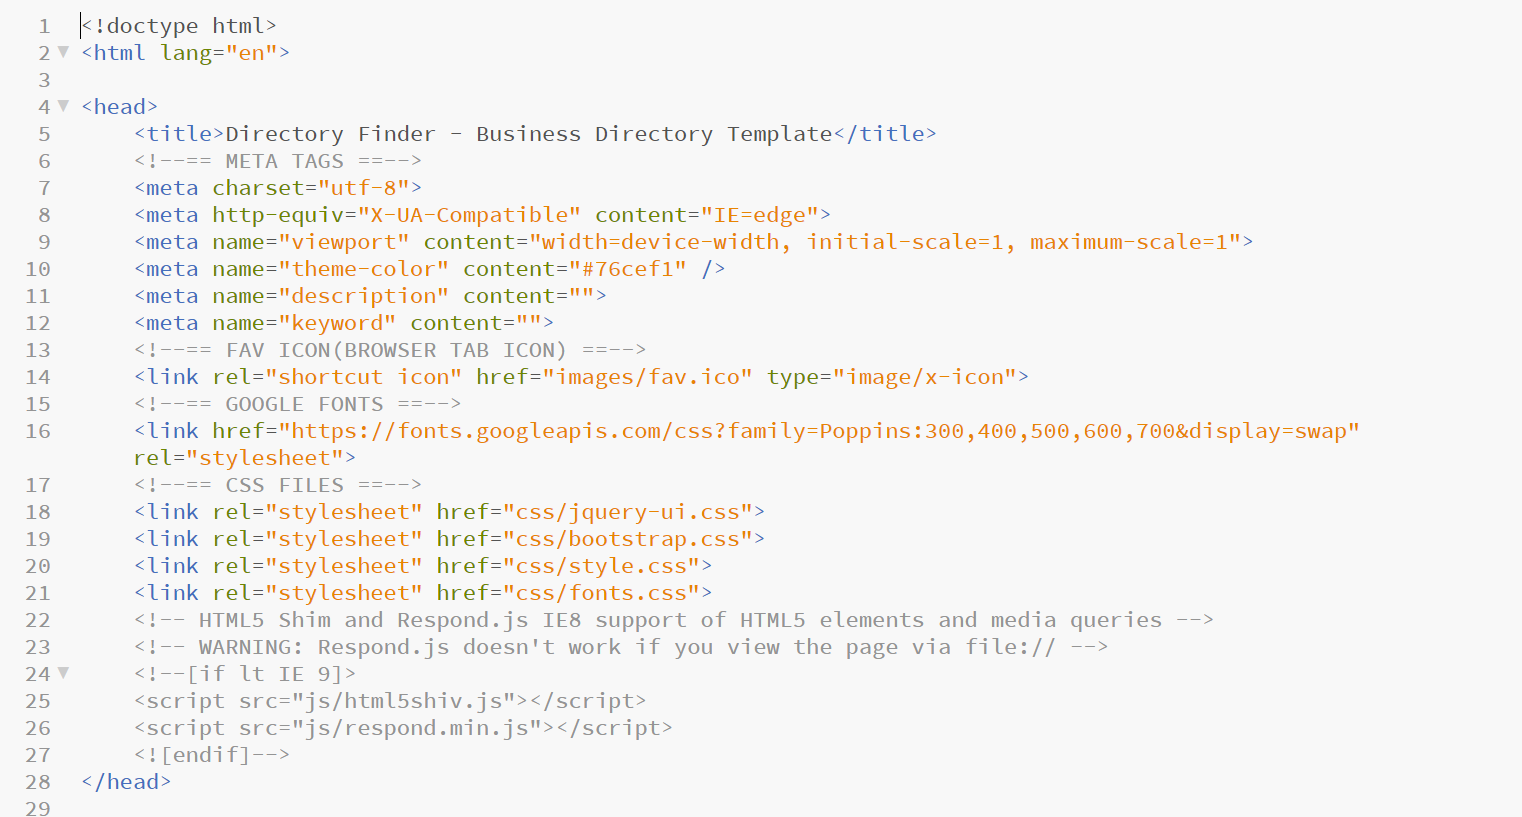 1 <!doctype html>
2 <html lang="en">
3
4 <head>
5 <title>Directory Finder - Business Directory Template</title>
6 <!--== META TAGS ==-->
7 <meta charset="utf-8">
8 <meta http-equiv="X-UA-Compatible" content="IE=edge">
9 <meta name="viewport" content="width=device-width, initial-scale=1, maximum-scale=1">
10 <meta name="theme-color" content="#76cef1" />
11 <meta name="description" content="">
12 <meta name="keyword" content="">
13 <!--== FAV ICON(BROWSER TAB ICON) ==-->
14 <link rel="shortcut icon" href="images/fav.ico" type="image/x-icon">
15 <!--== GOOGLE FONTS ==-->
16 <link href="https://fonts.googleapis.com/css?family=Poppins:300,400,500,600,700&display=swap"
rel="stylesheet">
17 <!--== CSS FILES ==-->
18 <link rel="stylesheet" href="css/jquery-ui.css">
19 <link rel="stylesheet" href="css/bootstrap.css">
20 <link rel="stylesheet" href="css/style.css">
21 <link rel="stylesheet" href="css/fonts.css">
22 <!-- HTML5 Shim and Respond.js IE8 support of HTML5 elements and media queries -->
23 <!-- WARNING: Respond.js doesn't work if you view the page via file:// -->
24 <!--[if lt IE 9]>
25 <script src="js/html5shiv.js"></script>
26 <script src="js/respond.min.js"></script>
27 <![endif]-->
28 </head>
29